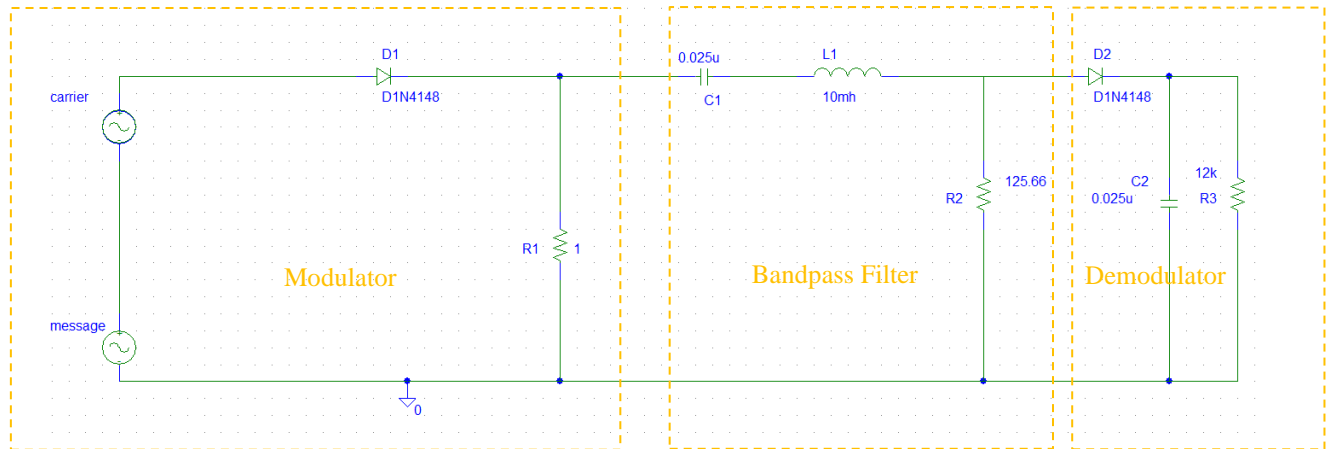 carrier
message
D1
D1N4148
R1
1
0
Modulator
0.025u
C1
L1
10mh
R2
125.66
Bandpass Filter
D2
D1N4148
C2
0.025u
12k
R3
Demodulator